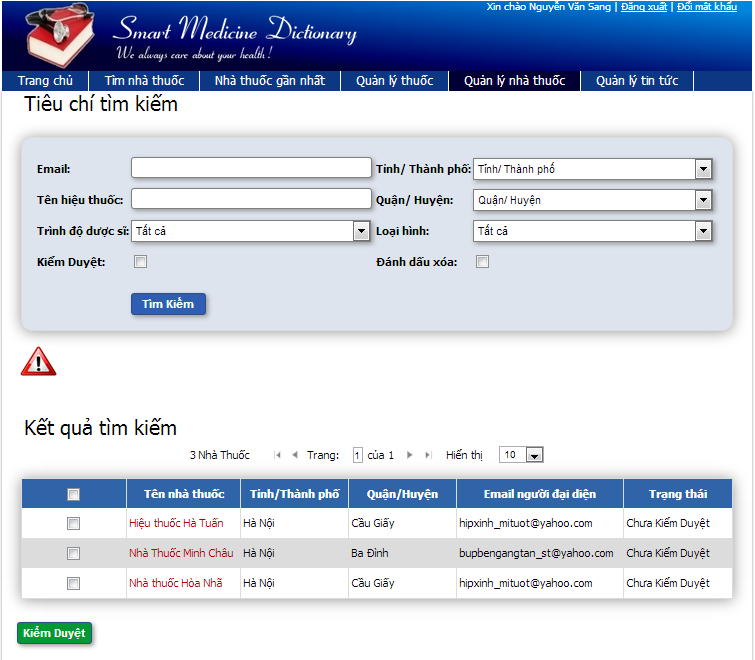 Xin chào Nguyễn Văn Sang | Đăng xuất | Đổi mật khẩu
Smart Medicine Dictionary
We always care about your health !
Trang chủ Tìm nhà thuốc Nhà thuốc gần nhất Quản lý thuốc Quản lý nhà thuốc Quản lý tin tức
Tiêu chí tìm kiếm
Email: Tỉnh/ Thành phố: Tỉnh/ Thành phố
Tên hiệu thuốc: Quận/ Huyện: Quận/ Huyện
Trình độ dược sĩ: Tất cả Loại hình: Tất cả
Kiểm Duyệt: Đánh dấu xóa:
Tìm Kiếm
Kết quả tìm kiếm
3 Nhà Thuốc Trang: 1 của 1 Hiển thị 10
Tên nhà thuốc Tỉnh/Thành phố Quận/Huyện Email người đại diện Trạng thái
Hiệu thuốc Hà Tuấn Hà Nội Cầu Giấy hipxinh_mituot@yahoo.com Chưa Kiểm Duyệt
Nhà Thuốc Minh Châu Hà Nội Ba Đình bupbengangtan_st@yahoo.com Chưa Kiểm Duyệt
Nhà thuốc Hòa Nhã Hà Nội Cầu Giấy hipxinh_mituot@yahoo.com Chưa Kiểm Duyệt
Kiểm Duyệt